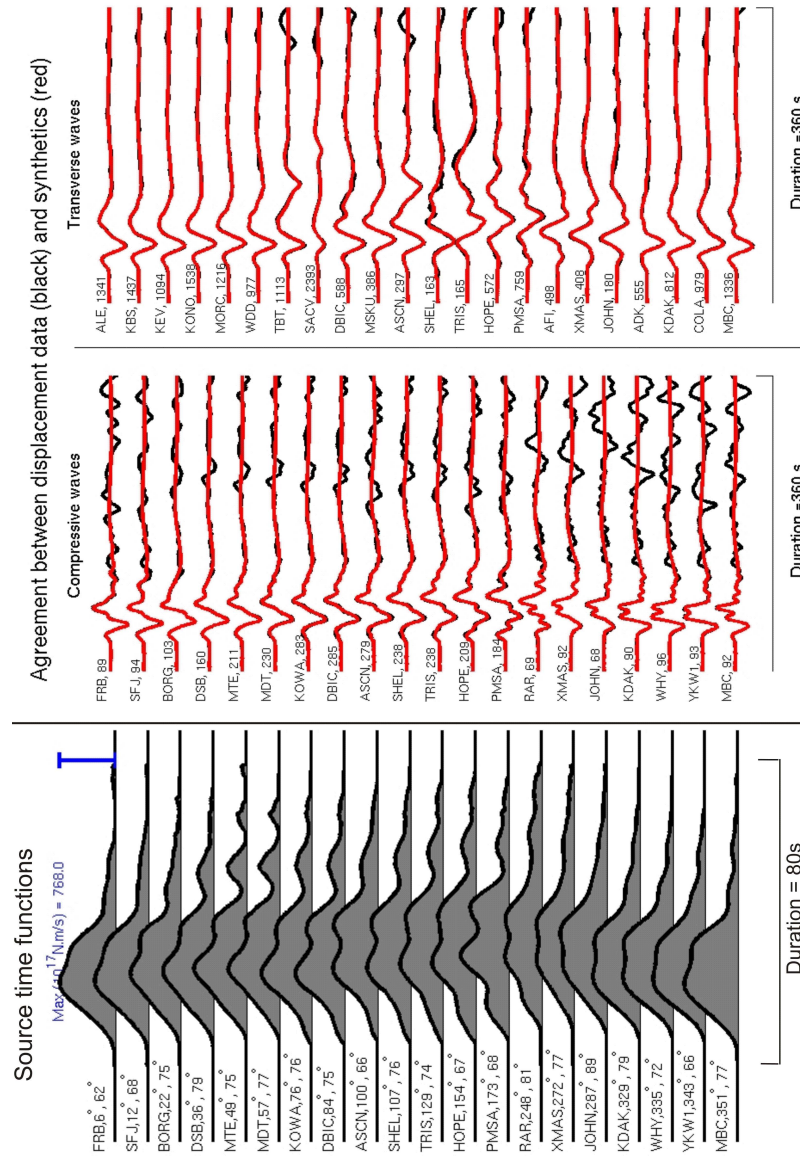 Source time functions
Max (10^17 N.m/s) = 768.0
FRB,6°, 62°
SFJ,12°, 68°
BORG,22°, 75°
DSB,36°, 79°
MTE,49°, 75°
MDT,57°, 77°
KOWA,76°, 76°
DBIC,84°, 75°
ASCN,100°, 66°
SHEL,107°, 76°
TRIS,129°, 74°
HOPE,154°, 67°
PMSA,173°, 68°
RAR,248°, 81°
XMAS,272°, 77°
JOHN,287°, 89°
KDAK,329°, 79°
WHY,335°, 72°
YKW1,343°, 66°
MBC,351°, 77°
Duration = 80s
Agreement between displacement data (black) and synthetics (red)
Compressive waves
FRB, 89
SFJ, 94
BORG, 103
DSB, 160
MTE, 211
MDT, 230
KOWA, 283
DBIC, 285
ASCN, 279
SHEL, 238
TRIS, 238
HOPE, 209
PMSA, 184
RAR, 69
XMAS, 92
JOHN, 68
KDAK, 90
WHY, 96
YKW1, 93
MBC, 92
Duration =360 s
Transverse waves
ALE, 1341
KBS, 1437
KEV, 1094
KONO, 1538
MORC, 1216
WDD, 977
TBT, 1113
SACV, 2393
DBIC, 588
MSKU, 386
ASCN, 297
SHEL, 163
TRIS, 165
HOPE, 572
PMSA, 759
AFI, 498
XMAS, 408
JOHN, 180
ADK, 555
KDAK, 812
COLA, 979
MBC, 1336
Duration =360 s